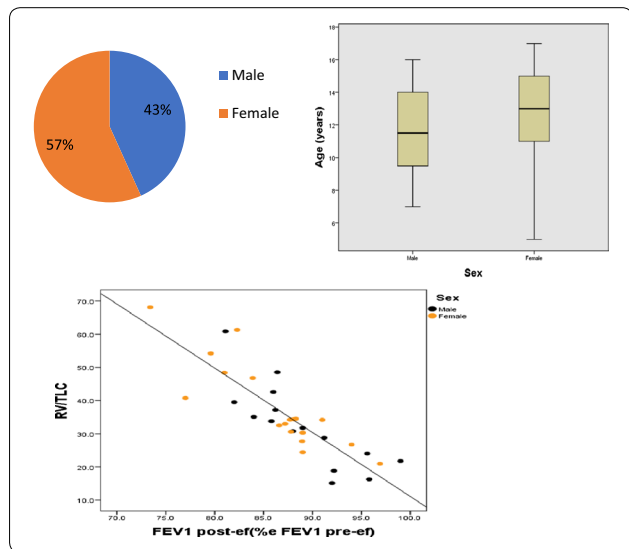 Male
Female
43%
57%
Age (years)
18
16
14
12
10
8
6
Male
Female
Sex
Sex
Male
Female
RV/TLC
70.0
60.0
50.0
40.0
30.0
20.0
10.0
70.0 75.0 80.0 85.0 90.0 95.0 100.0
FEV1 post-ef(%e FEV1 pre-ef)